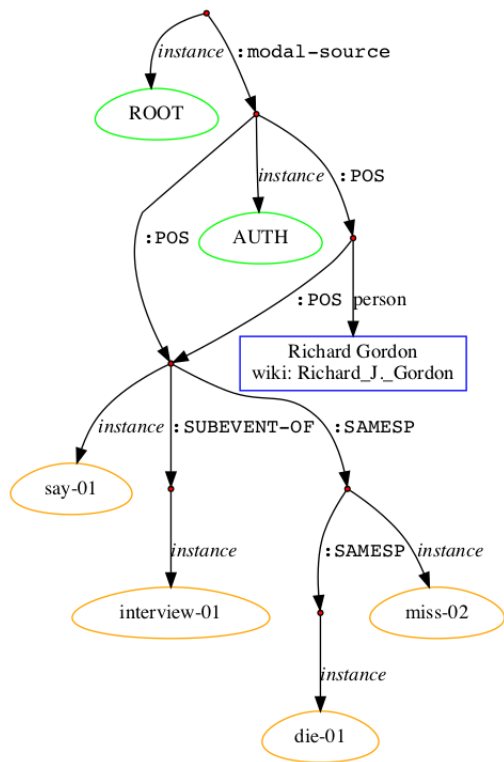 instance :modal-source
ROOT
instance :POS
:POS AUTH
:POS person
Richard Gordon
wiki: Richard_J._Gordon
instance :SUBEVENT-OF :SAMESP
say-01
:SAMESP instance
instance
interview-01 miss-02
instance
die-01